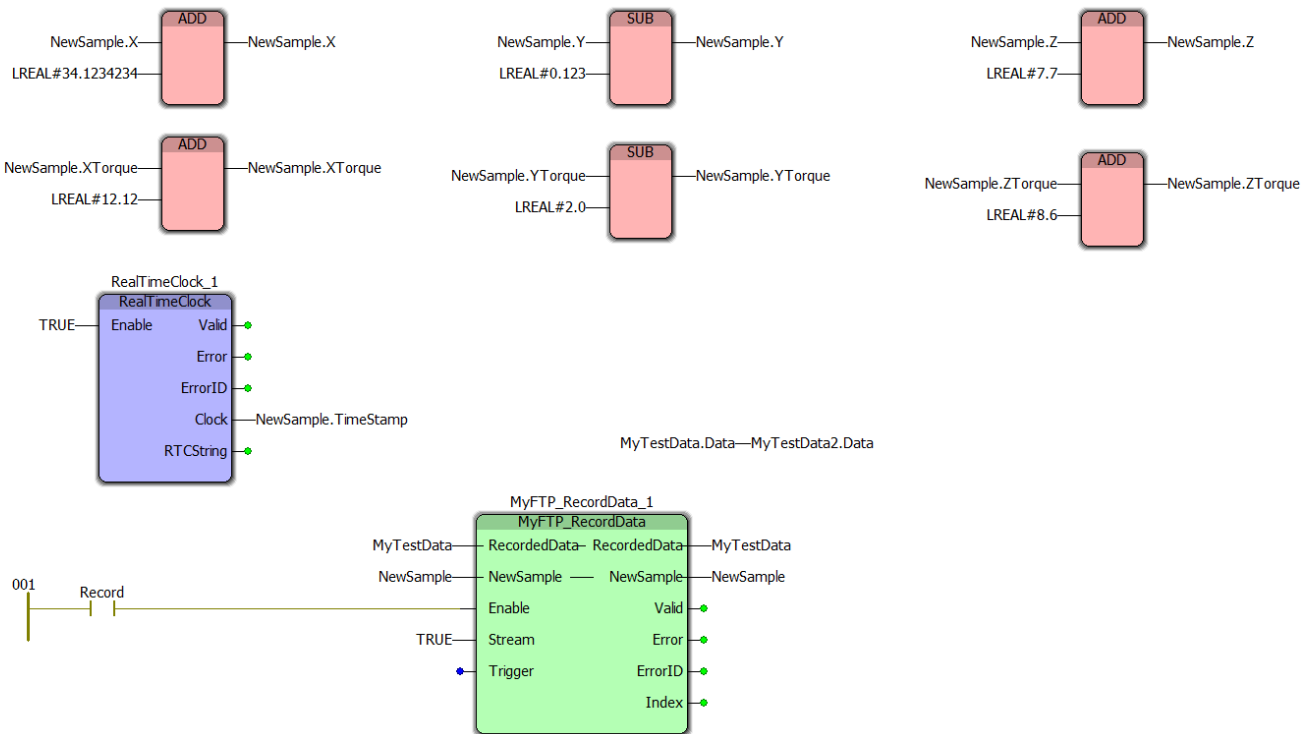 ADD SUB ADD
NewSample.X NewSample.X NewSample.Y NewSample.Y NewSample.Z NewSample.Z
LREAL#34.1234234 LREAL#0.123 LREAL#7.7
ADD SUB ADD
NewSample.XTorque NewSample.XTorque NewSample.YTorque NewSample.YTorque NewSample.ZTorque NewSample.ZTorque
LREAL#12.12 LREAL#2.0 LREAL#8.6
RealTimeClock_1
RealTimeClock
TRUE Enable Valid
Error
ErrorID
Clock NewSample.TimeStamp
MyTestData.Data MyTestData2.Data
RTCString
MyFTP_RecordData_1
MyFTP_RecordData
MyTestData RecordedData RecordedData MyTestData
NewSample NewSample NewSample NewSample
001 Record Enable Valid
TRUE Stream Error
Trigger ErrorID
Index